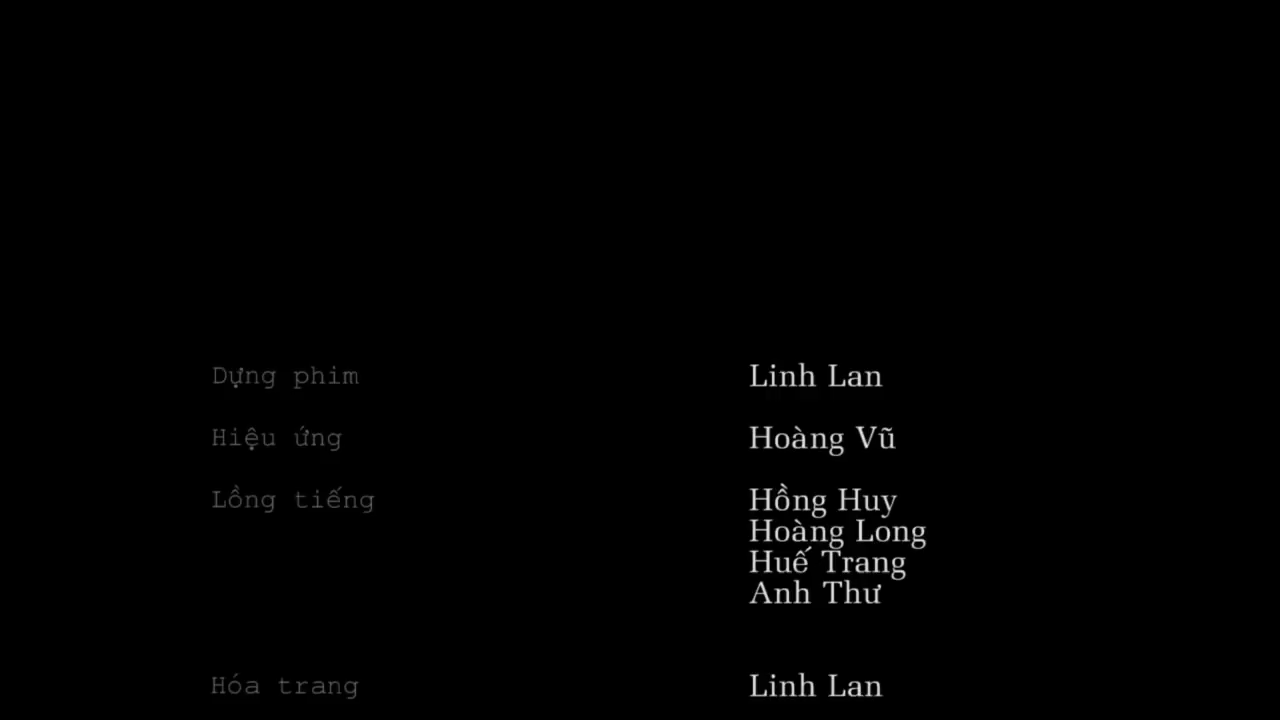 Dựng phim Linh Lan
Hiệu ứng Hoàng Vũ
Lồng tiếng Hồng Huy
Hoàng Long
Huế Trang
Anh Thư
Hóa trang Linh Lan